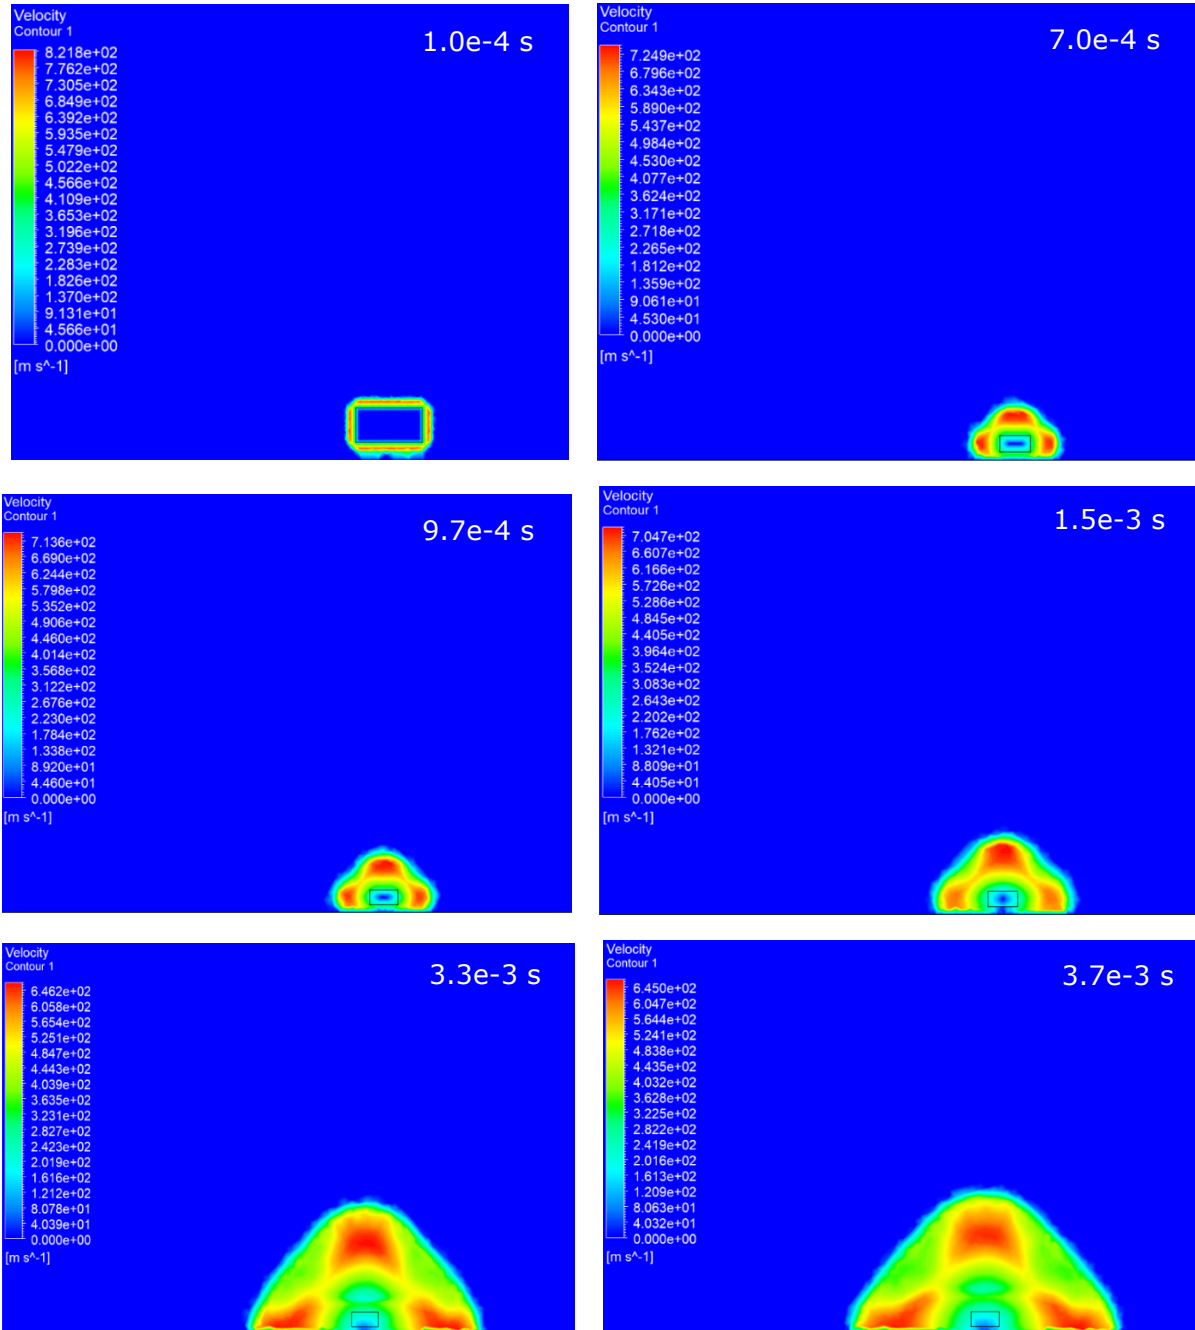 Velocity
Contour 1
1.0e-4 s
8.218e+02
7.762e+02
7.305e+02
6.849e+02
6.392e+02
5.935e+02
5.479e+02
5.022e+02
4.566e+02
4.109e+02
3.653e+02
3.196e+02
2.739e+02
2.283e+02
1.826e+02
1.370e+02
9.131e+01
4.566e+01
0.000e+00
[m s^-1]
Velocity
Contour 1
7.0e-4 s
7.249e+02
6.796e+02
6.343e+02
5.890e+02
5.437e+02
4.984e+02
4.530e+02
4.077e+02
3.624e+02
3.171e+02
2.718e+02
2.265e+02
1.812e+02
1.359e+02
9.061e+01
4.530e+01
0.000e+00
[m s^-1]
Velocity
Contour 1
9.7e-4 s
7.136e+02
6.690e+02
6.244e+02
5.798e+02
5.352e+02
4.906e+02
4.460e+02
4.014e+02
3.568e+02
3.122e+02
2.676e+02
2.230e+02
1.784e+02
1.338e+02
8.920e+01
4.460e+01
0.000e+00
[m s^-1]
Velocity
Contour 1
1.5e-3 s
7.047e+02
6.607e+02
6.166e+02
5.726e+02
5.286e+02
4.845e+02
4.405e+02
3.964e+02
3.524e+02
3.083e+02
2.643e+02
2.202e+02
1.762e+02
1.321e+02
8.809e+01
4.405e+01
0.000e+00
[m s^-1]
Velocity
Contour 1
3.3e-3 s
6.462e+02
6.058e+02
5.654e+02
5.251e+02
4.847e+02
4.443e+02
4.039e+02
3.635e+02
3.231e+02
2.827e+02
2.423e+02
2.019e+02
1.616e+02
1.212e+02
8.078e+01
4.039e+01
0.000e+00
[m s^-1]
Velocity
Contour 1
3.7e-3 s
6.450e+02
6.047e+02
5.644e+02
5.241e+02
4.838e+02
4.435e+02
4.032e+02
3.628e+02
3.225e+02
2.822e+02
2.419e+02
2.016e+02
1.613e+02
1.209e+02
8.063e+01
4.032e+01
0.000e+00
[m s^-1]